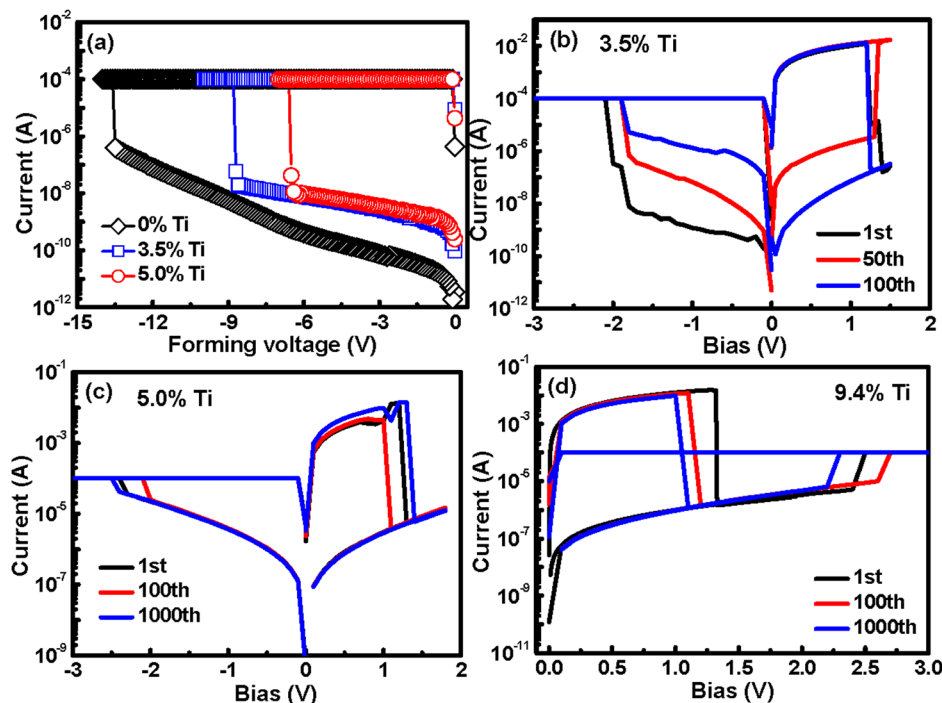 (a)
Current (A)
10-2
10-4
10-6
10-8
10-10
10-12
0% Ti
3.5% Ti
5.0% Ti
-15 -12 -9 -6 -3 0
Forming voltage (V)
(b) 3.5% Ti
Current (A)
10-2
10-4
10-6
10-8
10-10
10-12
1st
50th
100th
-3 -2 -1 0 1 2
Bias (V)
(c) 5.0% Ti
Current (A)
10-1
10-3
10-5
10-7
10-9
1st
100th
1000th
-3 -2 -1 0 1 2
Bias (V)
(d) 9.4% Ti
Current (A)
10-1
10-3
10-5
10-7
10-9
10-11
1st
100th
1000th
0.0 0.5 1.0 1.5 2.0 2.5 3.0
Bias (V)